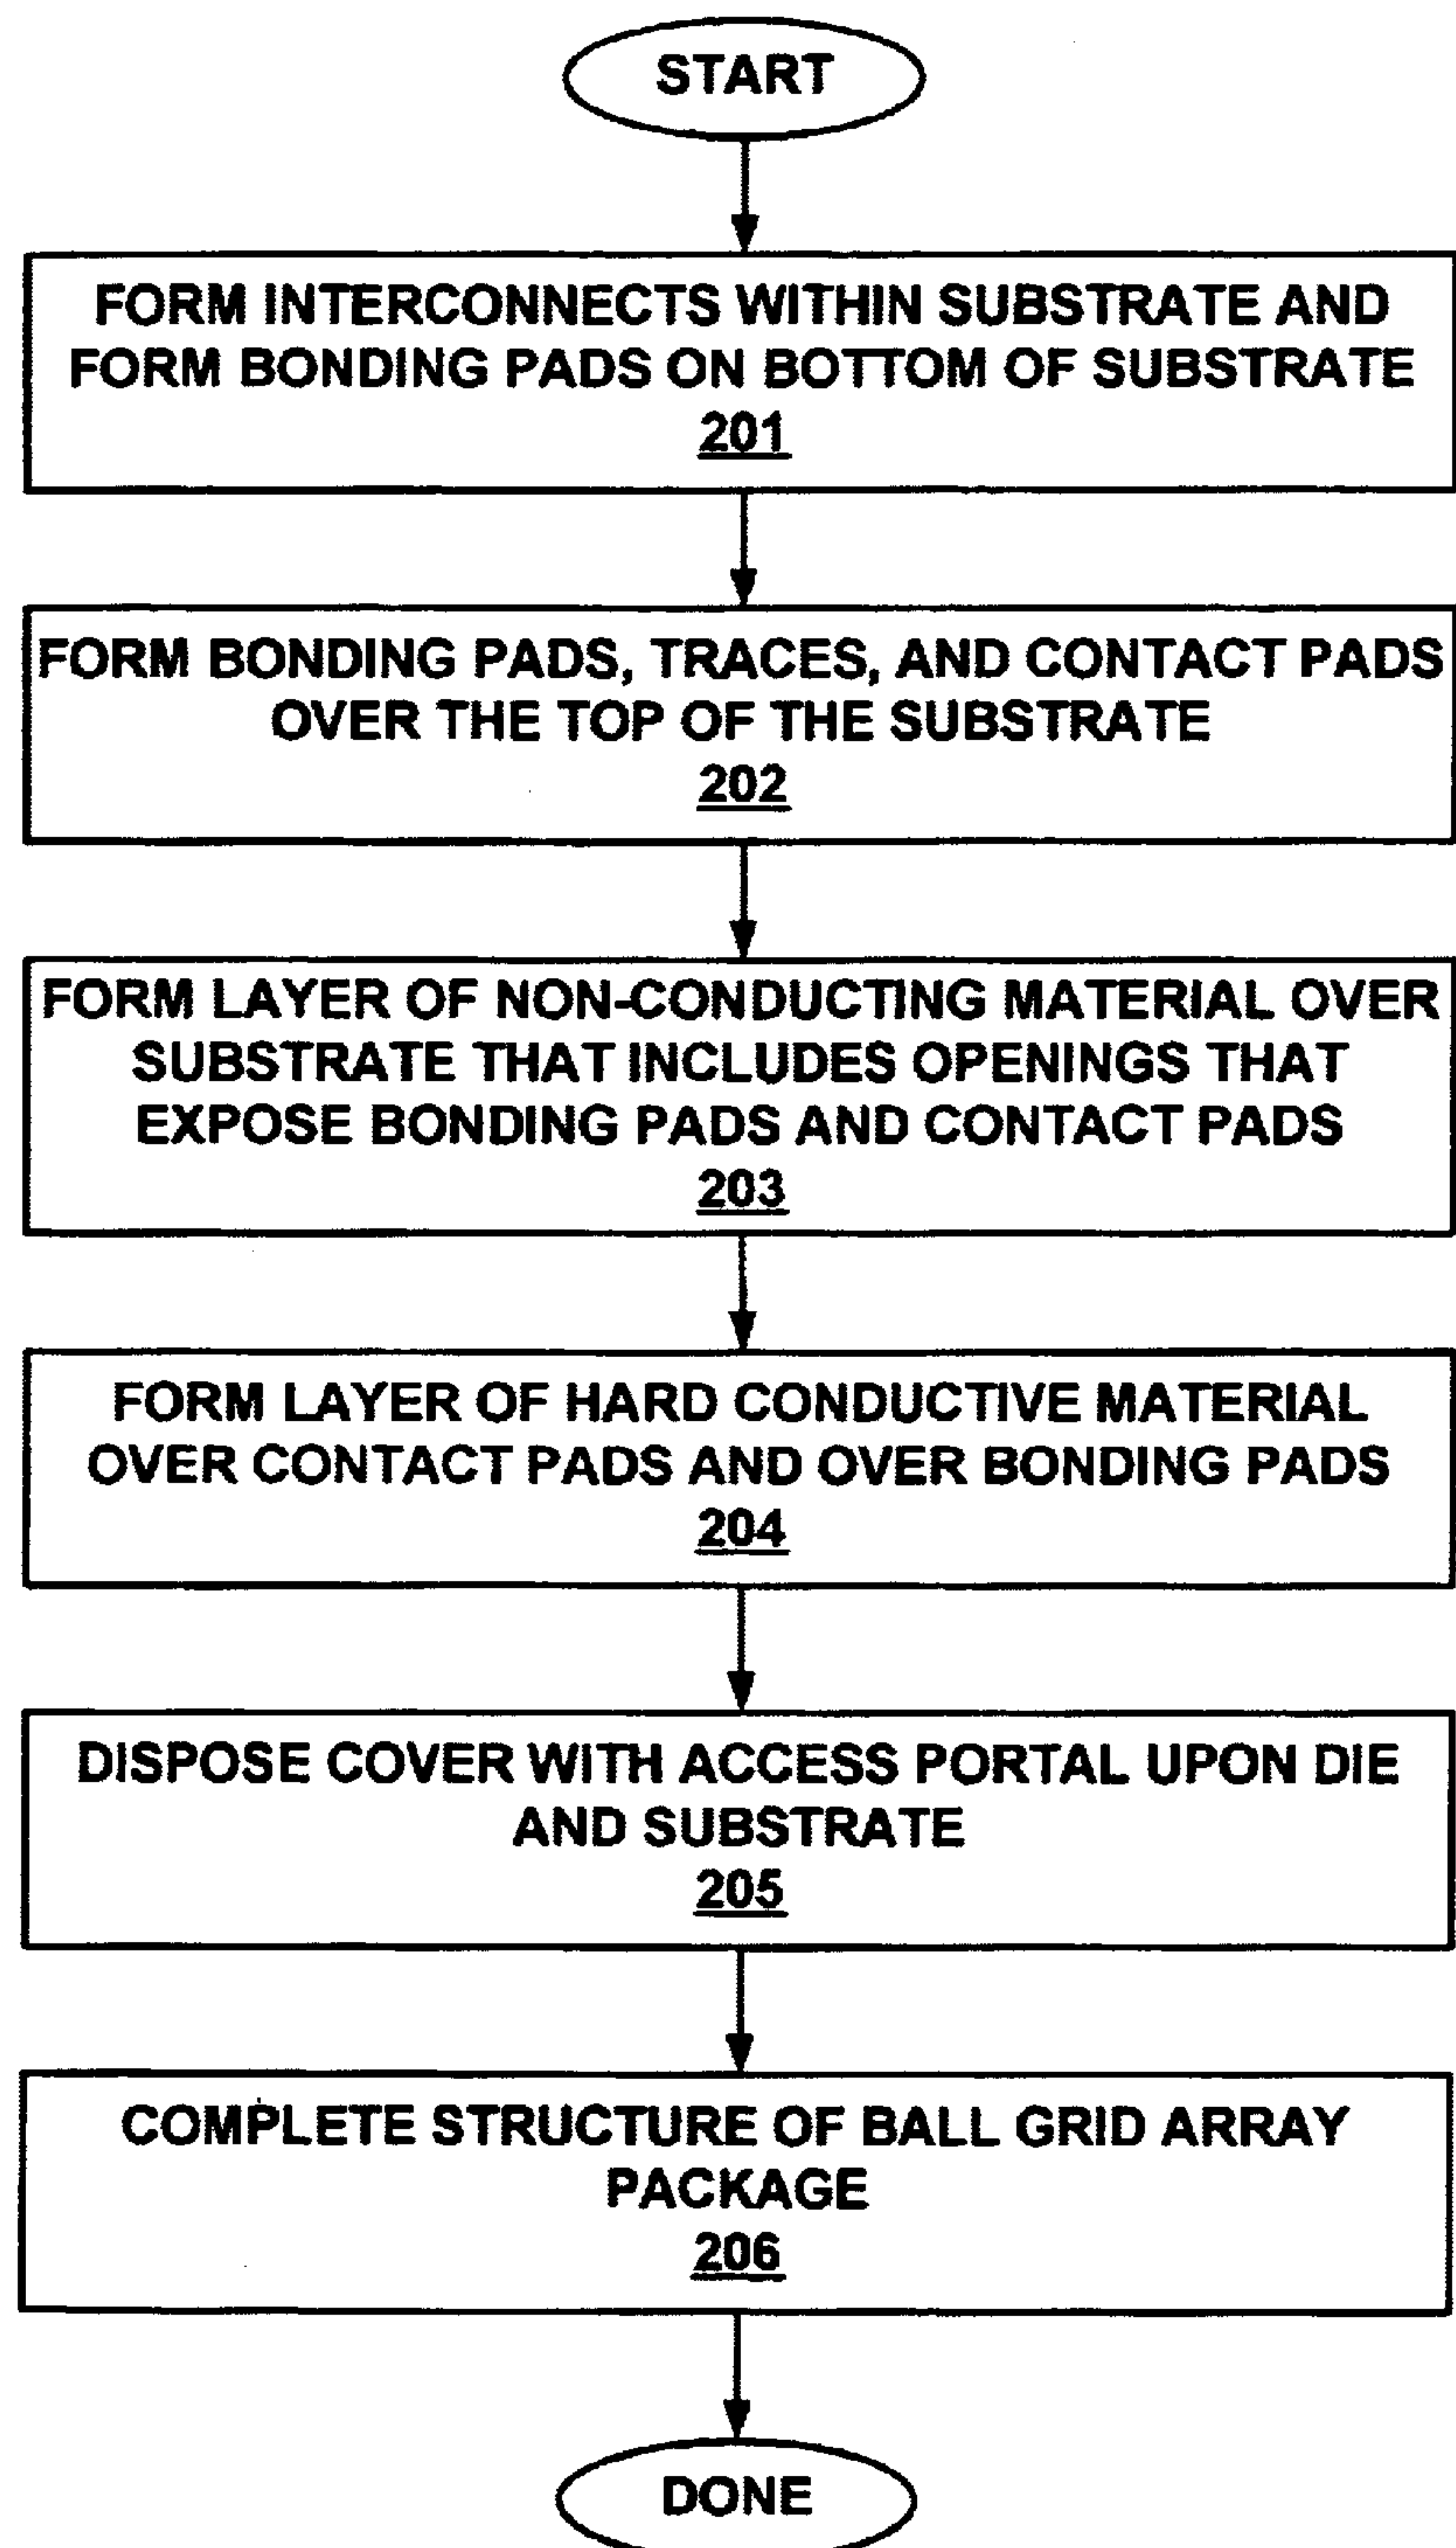 START
FORM INTERCONNECTS WITHIN SUBSTRATE AND
FORM BONDING PADS ON BOTTOM OF SUBSTRATE
201
FORM BONDING PADS, TRACES, AND CONTACT PADS
OVER THE TOP OF THE SUBSTRATE
202
FORM LAYER OF NON-CONDUCTING MATERIAL OVER
SUBSTRATE THAT INCLUDES OPENINGS THAT
EXPOSE BONDING PADS AND CONTACT PADS
203
FORM LAYER OF HARD CONDUCTIVE MATERIAL
OVER CONTACT PADS AND OVER BONDING PADS
204
DISPOSE COVER WITH ACCESS PORTAL UPON DIE
AND SUBSTRATE
205
COMPLETE STRUCTURE OF BALL GRID ARRAY
PACKAGE
206
DONE